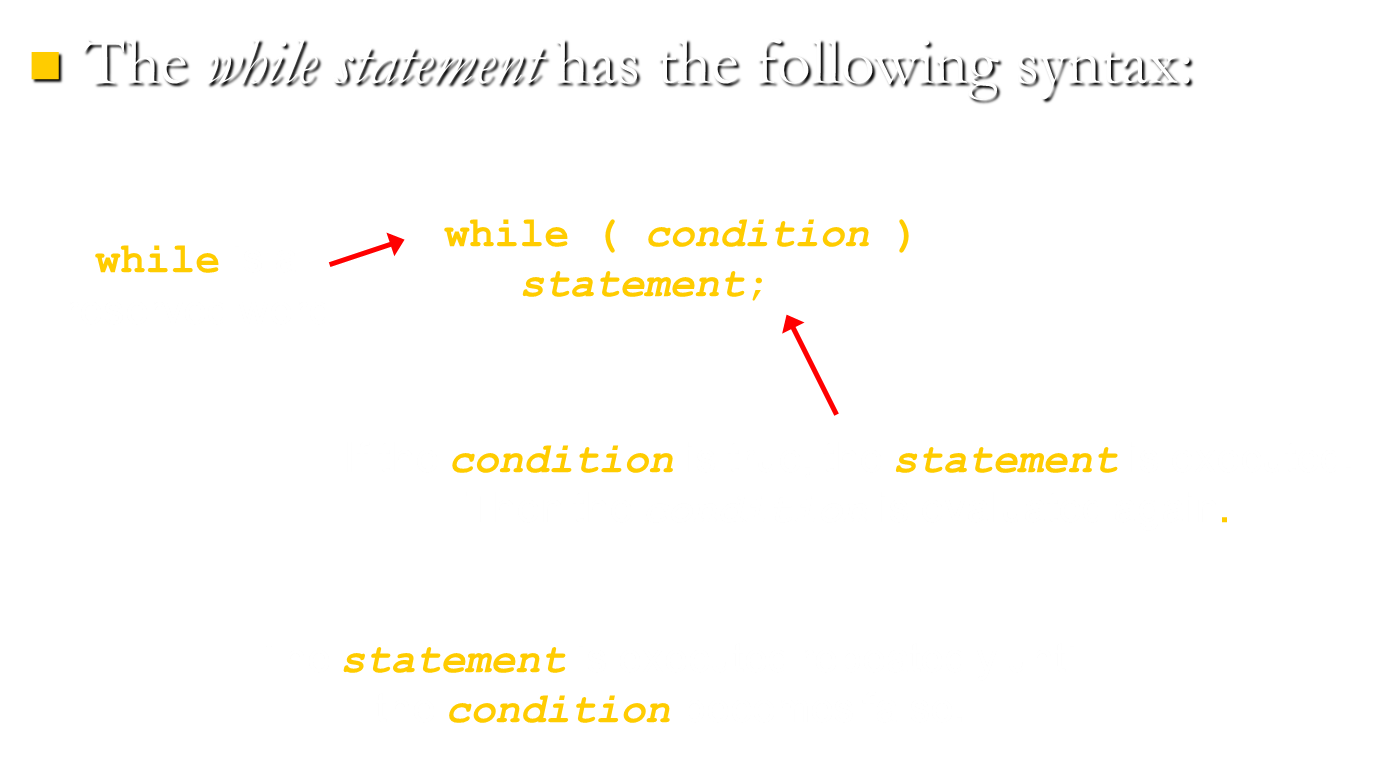 The while statement has the following syntax:
while ( condition )
while
statement;
condition statement
.
statement
condition